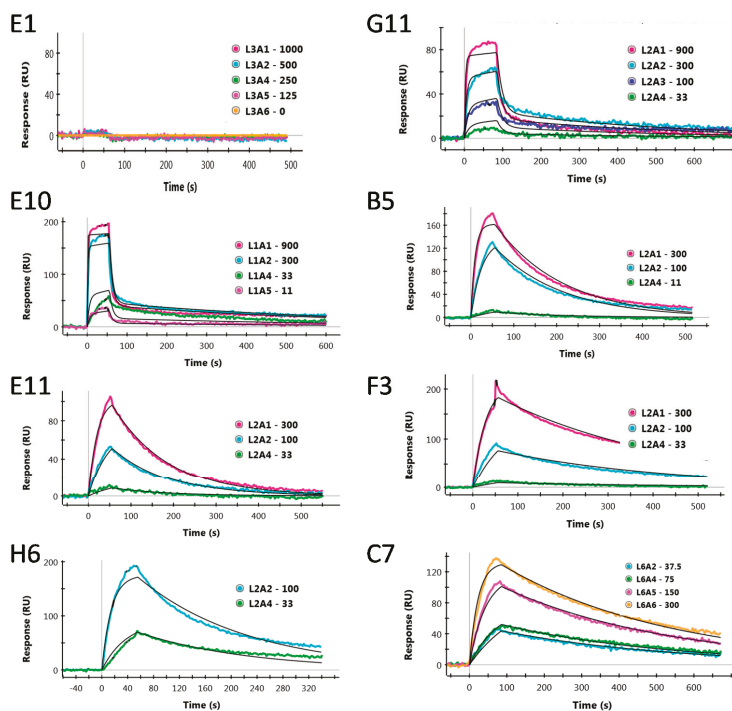 E1
Response (RU)
80
40
0
0
100
200
300
400
500
Time (s)
L3A1 - 1000
L3A2 - 500
L3A4 - 250
L3A5 - 125
L3A6 - 0
G11
Response (RU)
80
40
0
0
100
200
300
400
500
600
Time (s)
L2A1 - 900
L2A2 - 300
L2A3 - 100
L2A4 - 33
E10
Response (RU)
200
100
0
0
100
200
300
400
500
600
Time (s)
L1A1 - 900
L1A2 - 300
L1A4 - 33
L1A5 - 11
B5
Response (RU)
160
120
80
40
0
0
100
200
300
400
500
Time (s)
L2A1 - 300
L2A2 - 100
L2A4 - 11
E11
Response (RU)
80
40
0
0
100
200
300
400
500
Time (s)
L2A1 - 300
L2A2 - 100
L2A4 - 33
F3
Response (RU)
200
100
0
0
100
200
300
400
500
Time (s)
L2A1 - 300
L2A2 - 100
L2A4 - 33
H6
Response (RU)
200
100
0
-40
0
40
80
120
160
200
240
280
320
Time (s)
L2A2 - 100
L2A4 - 33
C7
Response (RU)
120
80
40
0
0
100
200
300
400
500
600
Time (s)
L6A2 - 37.5
L6A4 - 75
L6A5 - 150
L6A6 - 300